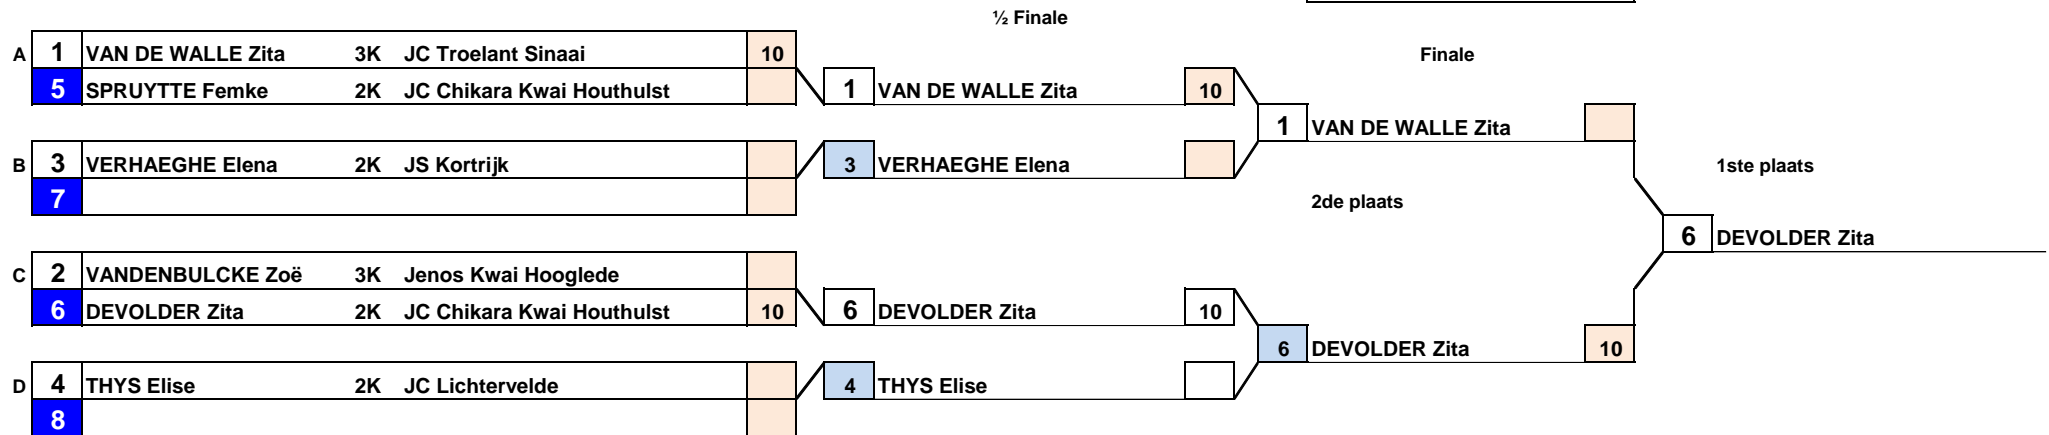 ½ Finale
A 1 VAN DE WALLE Zita 3K JC Troelant Sinaai 10
Finale
5 SPRUYTTE Femke 2K JC Chikara Kwai Houthulst
1 VAN DE WALLE Zita 10
1 VAN DE WALLE Zita
B 3 VERHAEGHE Elena 2K JS Kortrijk
3 VERHAEGHE Elena
1ste plaats
7
2de plaats
6 DEVOLDER Zita
C 2 VANDENBULCKE Zoë 3K Jenos Kwai Hooglede
6 DEVOLDER Zita 2K JC Chikara Kwai Houthulst 10
6 DEVOLDER Zita 10
6 DEVOLDER Zita 10
D 4 THYS Elise 2K JC Lichtervelde
4 THYS Elise
8